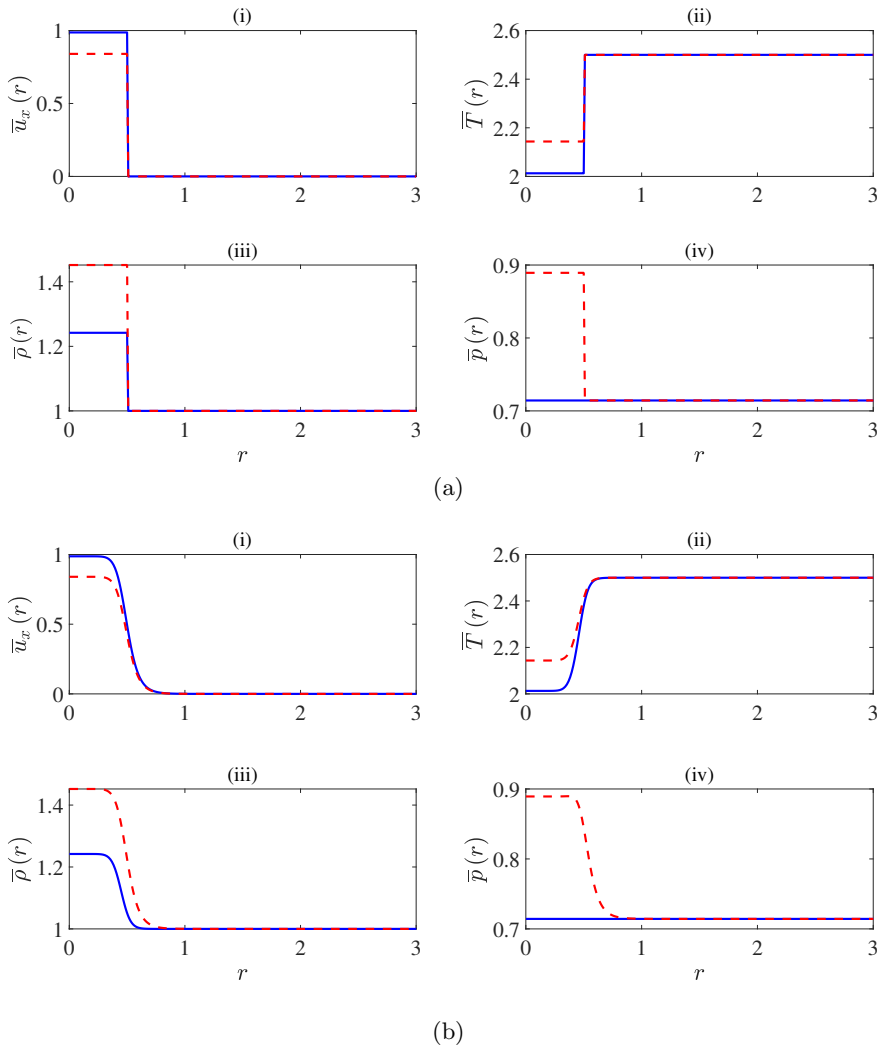 (i) (ii)
1
0.5
0
0 1 2 3
u̅ₓ(r)
2.6
2.4
2.2
2
0 1 2 3
T̅(r)
(iii) (iv)
1.4
1.2
1
0 1 2 3
ρ̅(r)
r
0.9
0.8
0.7
0 1 2 3
p̅(r)
r
(a)
(i) (ii)
1
0.5
0
0 1 2 3
u̅ₓ(r)
2.6
2.4
2.2
2
0 1 2 3
T̅(r)
(iii) (iv)
1.4
1.2
1
0 1 2 3
ρ̅(r)
r
0.9
0.8
0.7
0 1 2 3
p̅(r)
r
(b)